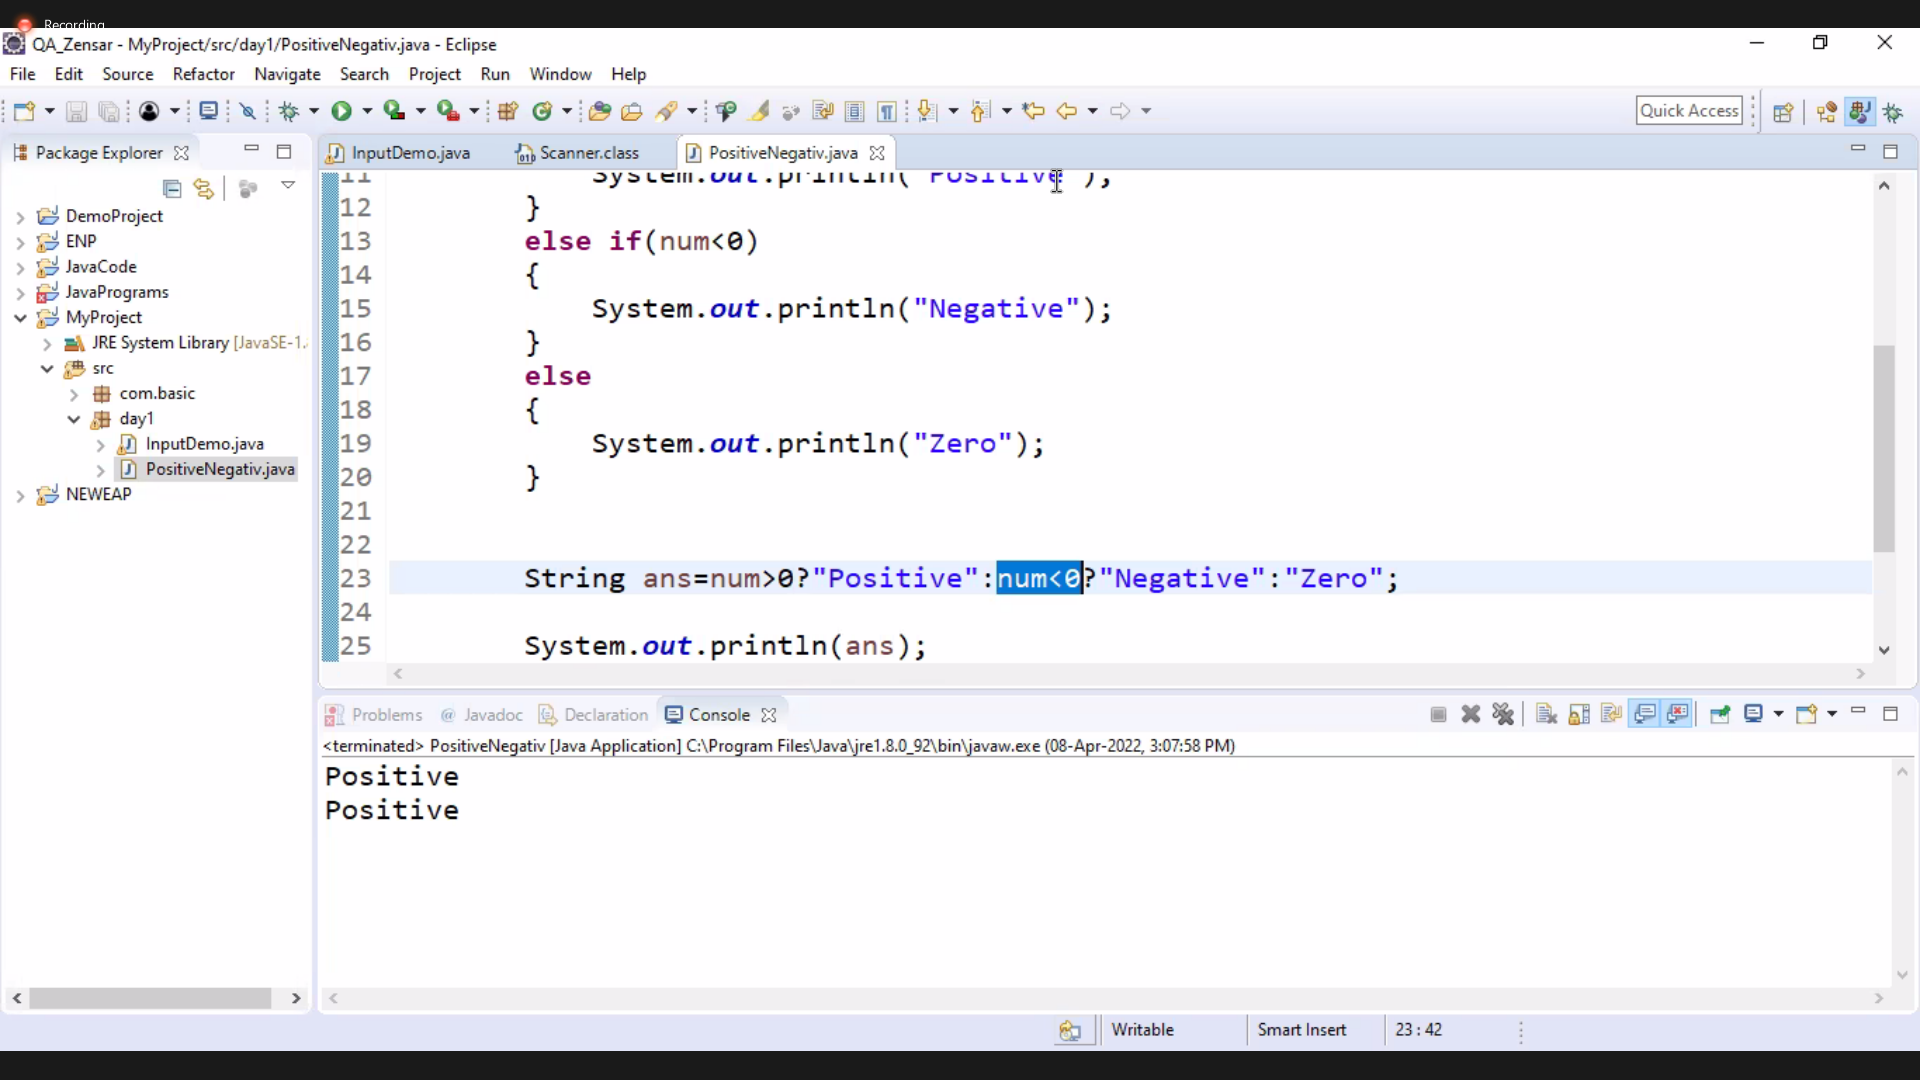 Recording
QA_Zensar - MyProject/src/day1/PositiveNegativ.java - Eclipse
File Edit Source Refactor Navigate Search Project Run Window Help
Quick Access
Package Explorer
InputDemo.java Scanner.class PositiveNegativ.java
DemoProject
ENP
JavaCode
JavaPrograms
MyProject
JRE System Library [JavaSE-1.
src
com.basic
day1
InputDemo.java
PositiveNegativ.java
NEWEAP
11 System.out.println("Positive");
12 }
13 else if(num<0)
14 {
15 System.out.println("Negative");
16 }
17 else
18 {
19 System.out.println("Zero");
20 }
21
22
23 String ans=num>0?"Positive":num<0?"Negative":"Zero";
24
25 System.out.println(ans);
Problems @ Javadoc Declaration Console
<terminated> PositiveNegativ [Java Application] C:\Program Files\Java\jre1.8.0_92\bin\javaw.exe (08-Apr-2022, 3:07:58 PM)
Positive
Positive
Writable Smart Insert 23 : 42